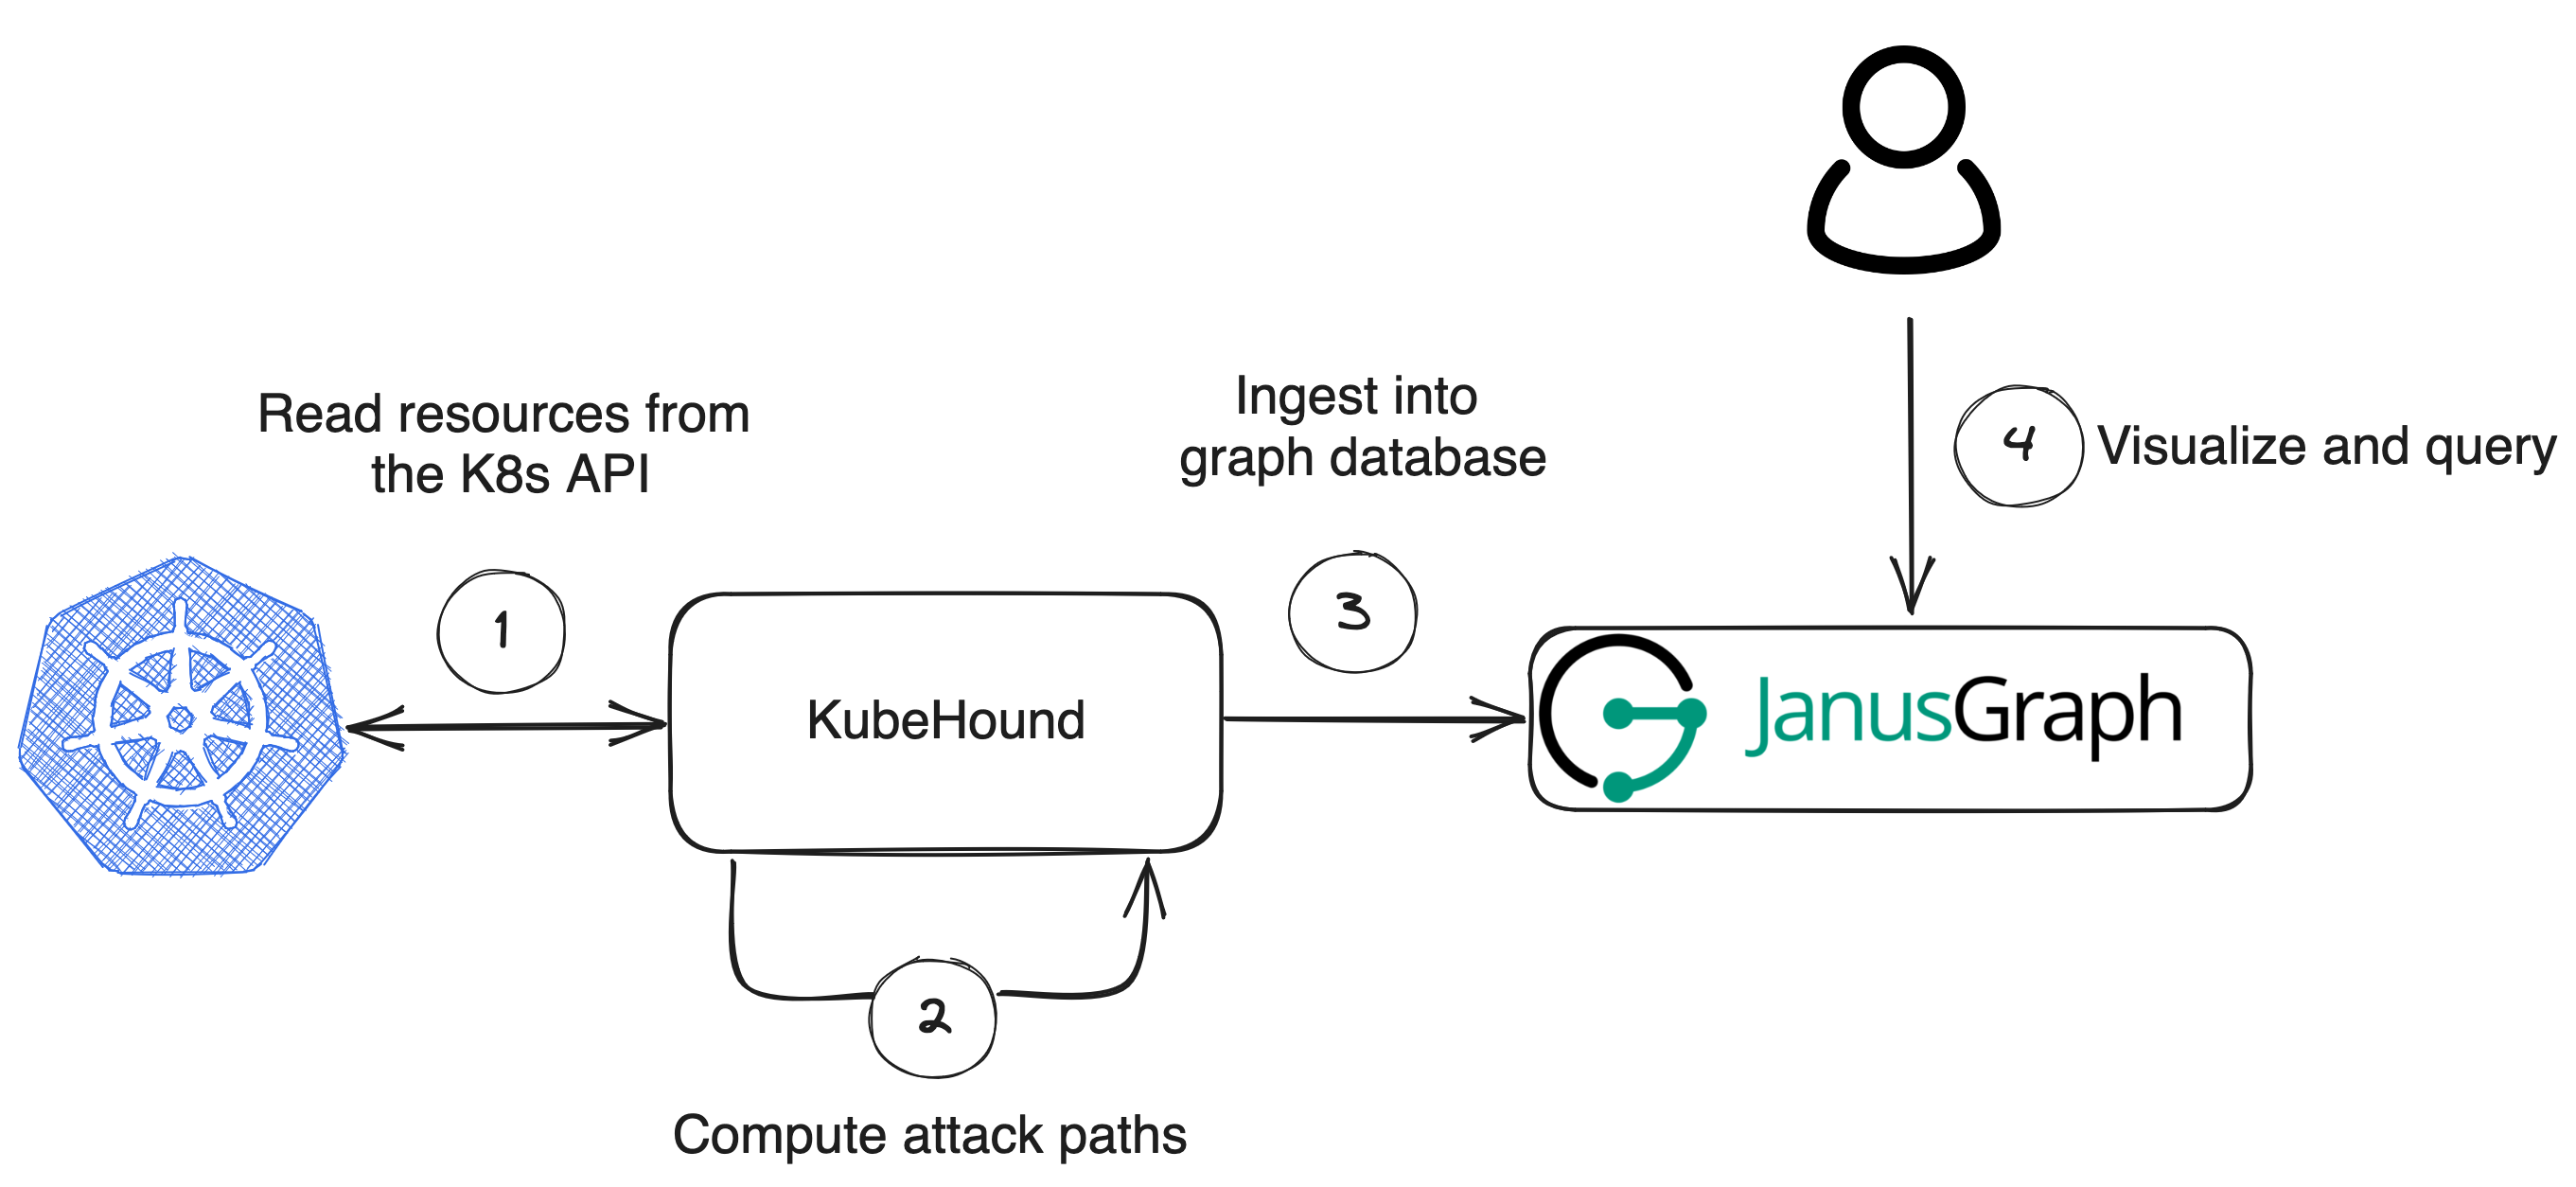 Read resources from
the K8s API
1
KubeHound
2
Compute attack paths
Ingest into
graph database
3
JanusGraph
4
Visualize and query